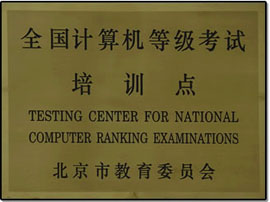 全国计算机等级考试
培训点
TESTING CENTER FOR NATIONAL
COMPUTER RANKING EXAMINATIONS
北京市教育委员会